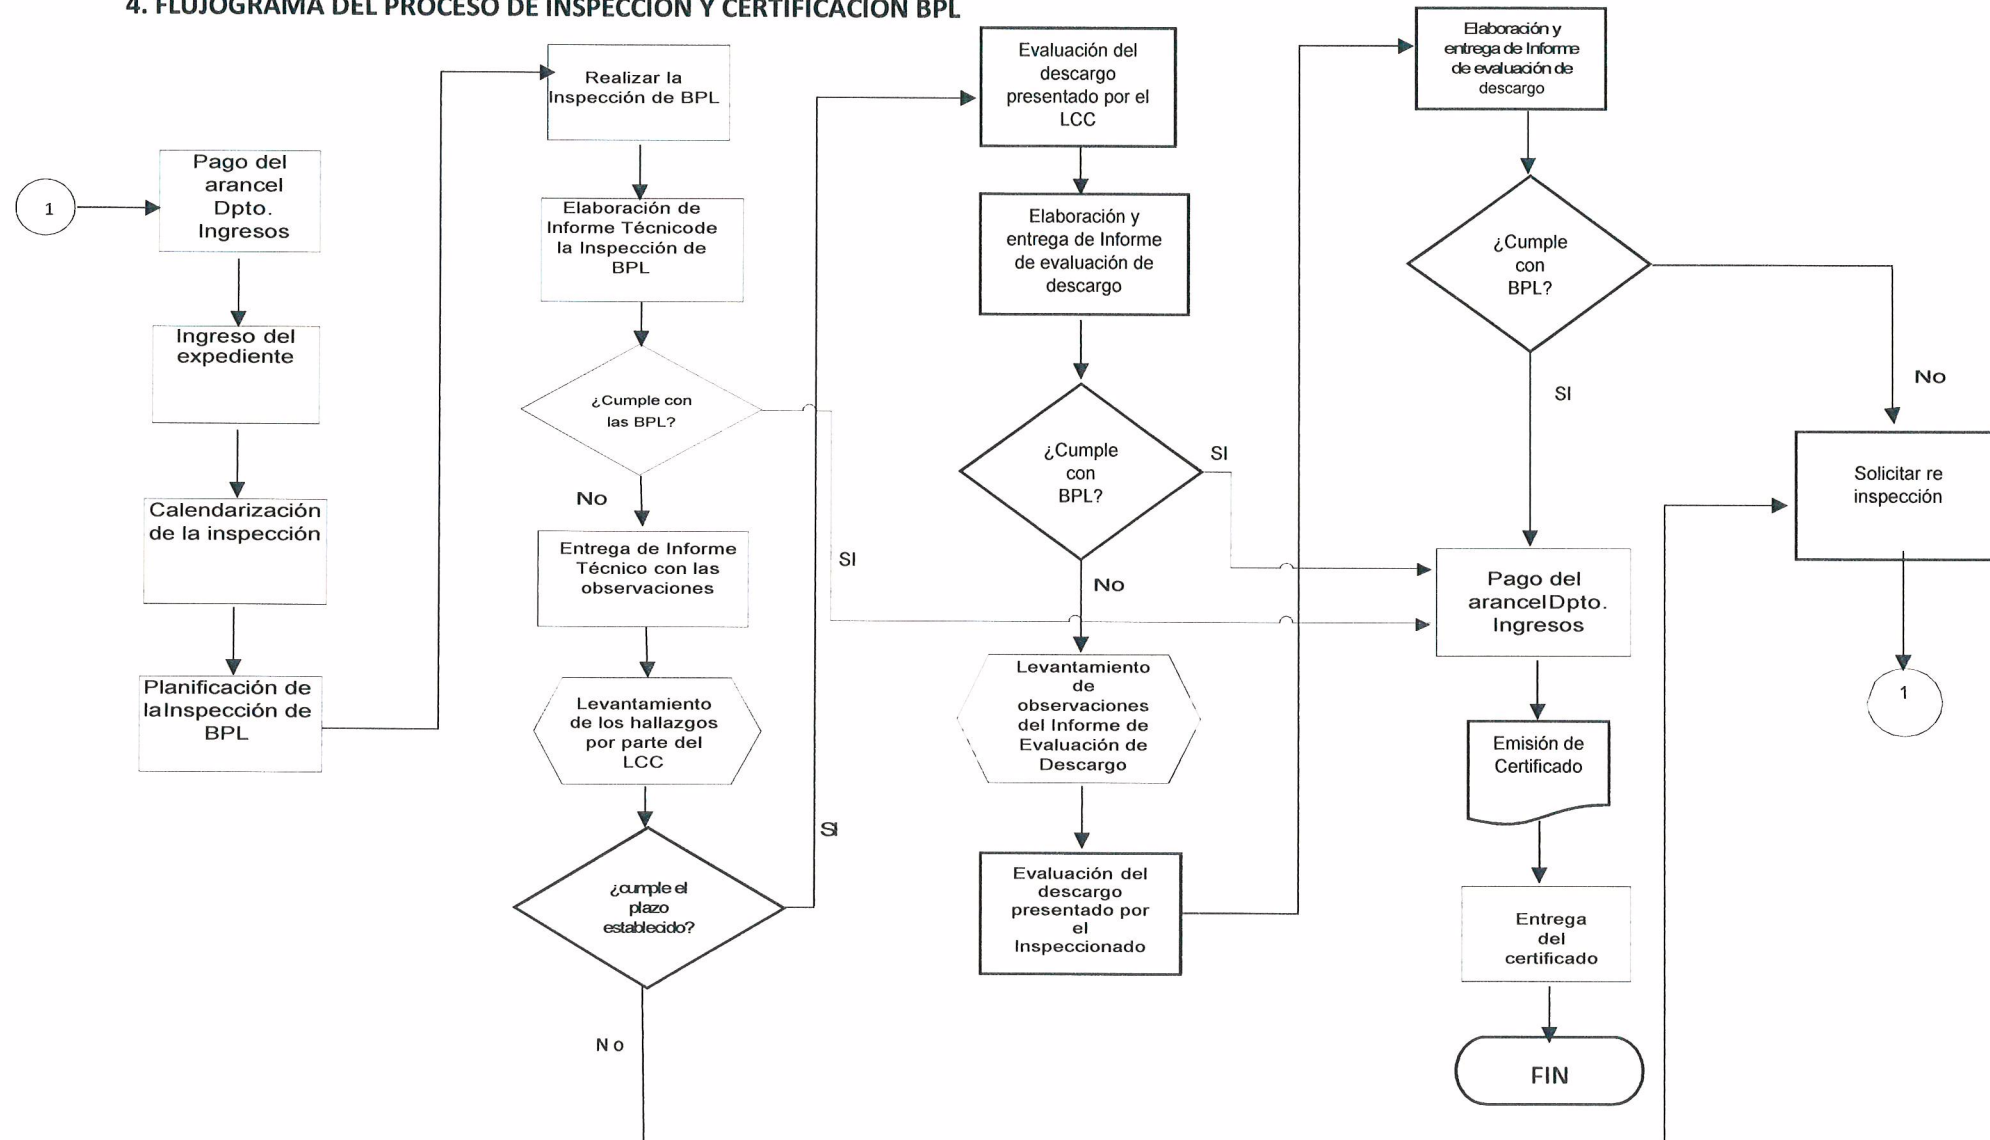 4. FLUJOGRAMA DEL PROCESO DE INSPECCIÓN Y CERTIFICACIÓN BPL
1
Pago del
arancel
Dpto.
Ingresos
Ingreso del
expediente
Calendarización
de la inspección
Planificación de
laInspección de
BPL
Realizar la
Inspección de BPL
Elaboración de
Informe Técnicode
la Inspección de
BPL
¿Cumple con
las BPL?
No
SI
Entrega de Informe
Técnico con las
observaciones
Levantamiento
de los hallazgos
por parte del
LCC
¿cumple el
plazo
establecido?
SI
No
Evaluación del
descargo
presentado por el
LCC
Elaboración y
entrega de Informe
de evaluación de
descargo
¿Cumple
con
BPL?
SI
No
Levantamiento
de
observaciones
del Informe de
Evaluación de
Descargo
Evaluación del
descargo
presentado por
el
Inspeccionado
Elaboración y
entrega de Informe
de evaluación de
descargo
¿Cumple
con
BPL?
SI
No
Pago del
arancelDpto.
Ingresos
Emisión de
Certificado
Entrega
del
certificado
FIN
Solicitar re
inspección
1